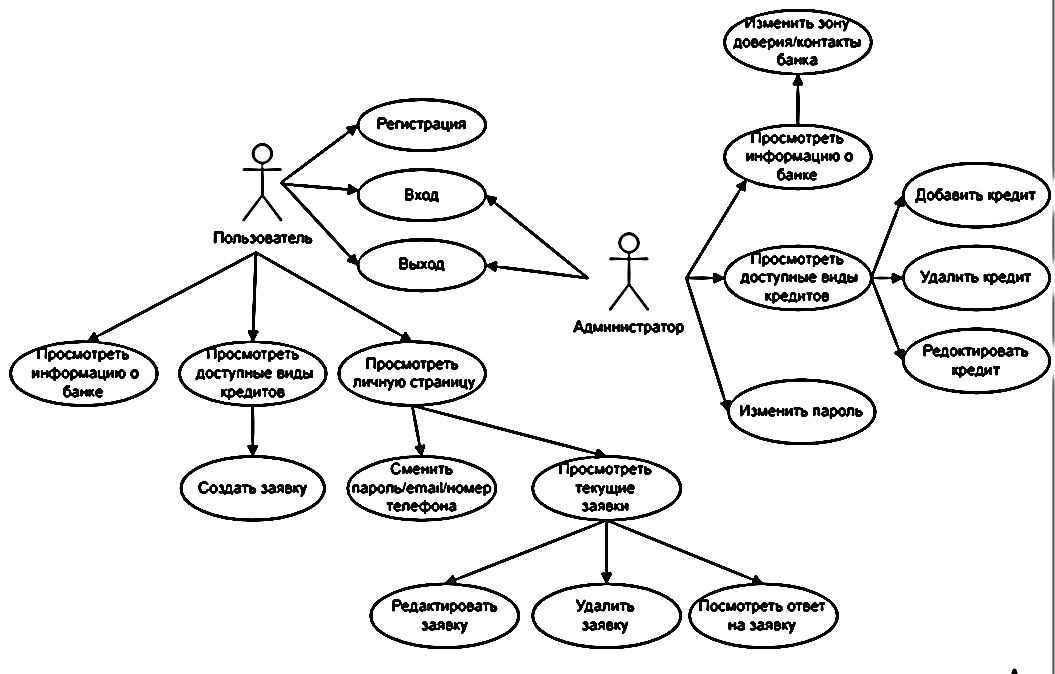 Изменить зону
доверия/контакты
банка
Регистрация
Просмотреть
информацию о
банке
Вход
Добавить кредит
Пользователь
Выход
Просмотреть
доступные виды
кредитов
Удалить кредит
Администратор
Просмотреть
информацию о
банке
Просмотреть
доступные виды
кредитов
Просмотреть
личную страницу
Редоктировать
кредит
Изменить пароль
Создать заявку
Сменить
пароль/email/номер
телефона
Просмотреть
текущие
заявки
Редактировать
заявку
Удалить
заявку
Посмотреть ответ
на заявку